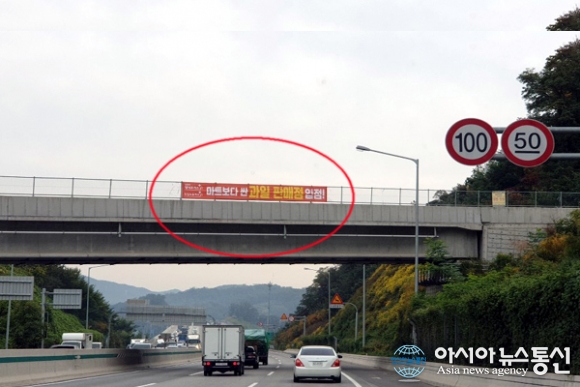 마트보다 싼 과일 판매점 입점!
100
50
아시아뉴스통신
Asia news agency